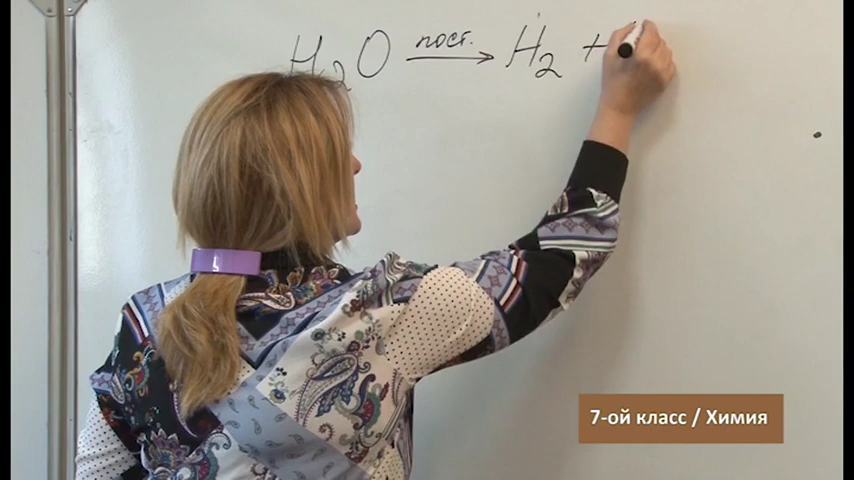 H₂O пост. → H₂ +
7-ой класс / Химия